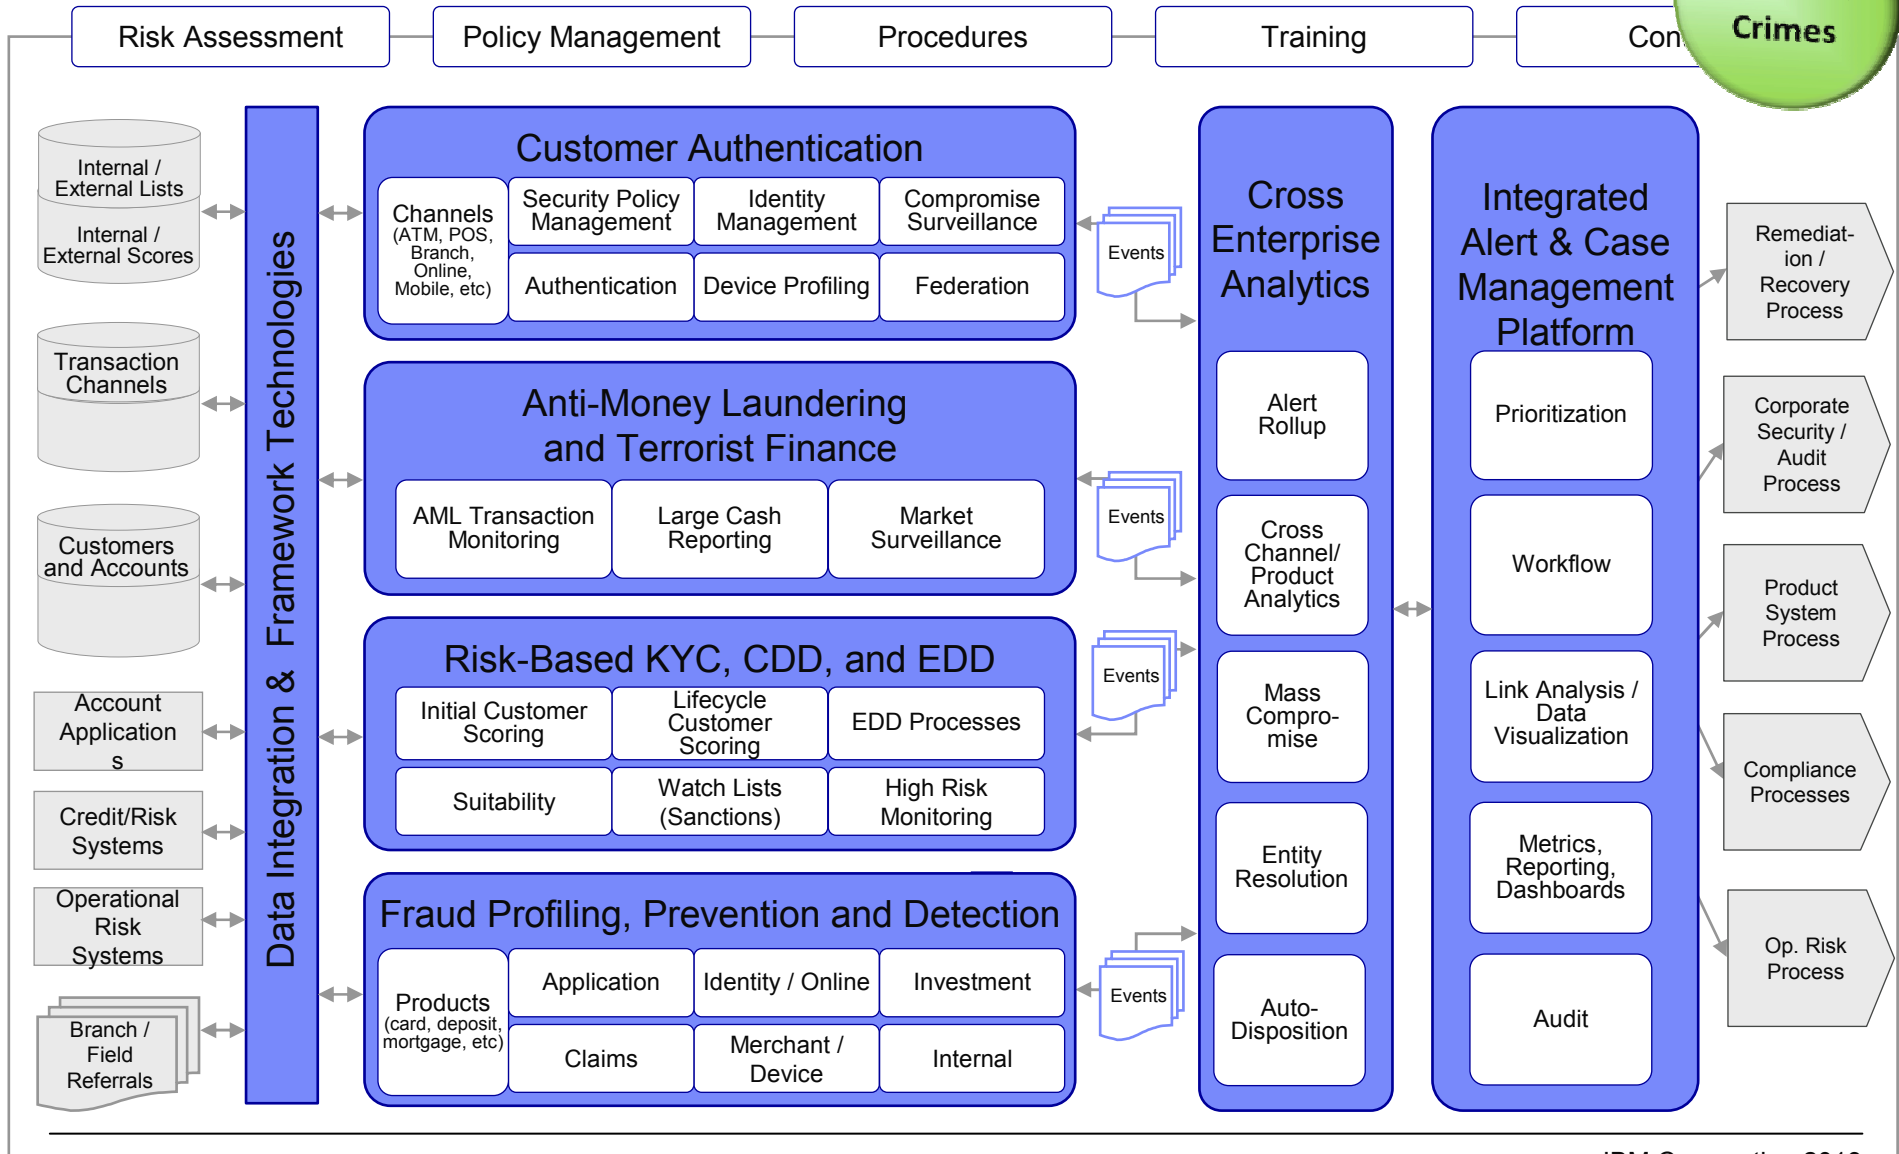 Risk Assessment
Policy Management
Procedures
Training
Crimes
Internal /
External Lists
Internal /
External Scores
Transaction
Channels
Customers
and Accounts
Account
Application
s
Credit/Risk
Systems
Operational
Risk
Systems
Branch /
Field
Referrals
Data Integration & Framework Technologies
Customer Authentication
Channels
(ATM, POS,
Branch,
Online,
Mobile, etc)
Security Policy
Management
Identity
Management
Compromise
Surveillance
Authentication
Device Profiling
Federation
Events
Anti-Money Laundering
and Terrorist Finance
AML Transaction
Monitoring
Large Cash
Reporting
Market
Surveillance
Events
Risk-Based KYC, CDD, and EDD
Initial Customer
Scoring
Lifecycle
Customer
Scoring
EDD Processes
Suitability
Watch Lists
(Sanctions)
High Risk
Monitoring
Events
Fraud Profiling, Prevention and Detection
Products
(card, deposit,
mortgage, etc)
Application
Identity / Online
Investment
Claims
Merchant /
Device
Internal
Events
Cross
Enterprise
Analytics
Alert
Rollup
Cross
Channel/
Product
Analytics
Mass
Compro-
mise
Entity
Resolution
Auto-
Disposition
Integrated
Alert & Case
Management
Platform
Prioritization
Workflow
Link Analysis /
Data
Visualization
Metrics,
Reporting,
Dashboards
Audit
Remediat-
ion /
Recovery
Process
Corporate
Security /
Audit
Process
Product
System
Process
Compliance
Processes
Op. Risk
Process